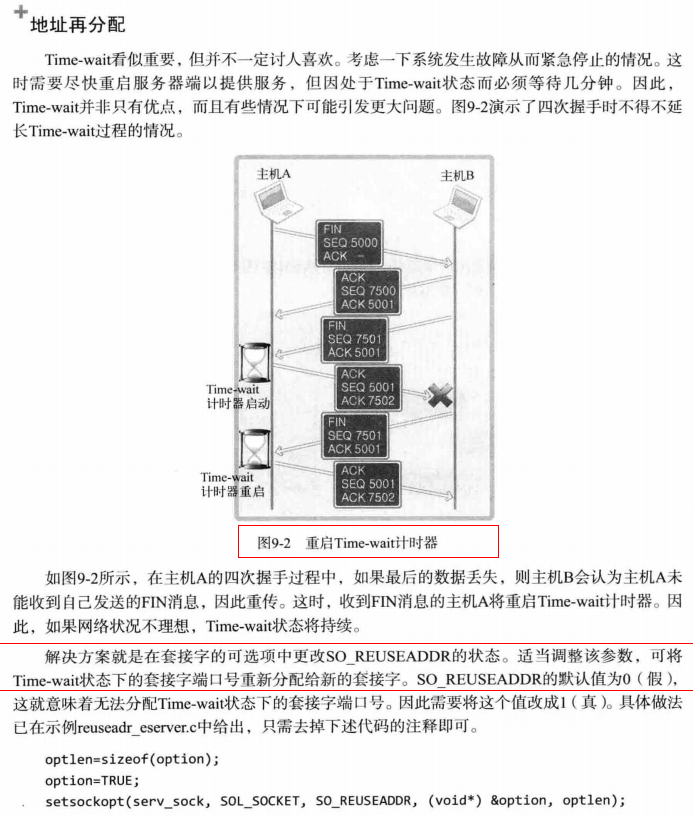 地址再分配
Time-wait看似重要，但并不一定讨人喜欢。考虑一下系统发生故障从而紧急停止的情况。这
时需要尽快重启服务器端以提供服务，但因处于Time-wait状态而必须等待几分钟。因此，
Time-wait并非只有优点，而且有些情况下可能引发更大问题。图9-2演示了四次握手时不得不延
长Time-wait过程的情况。
主机A
主机B
FIN
SEQ 5000
ACK -
ACK
SEQ 7500
ACK 5001
FIN
SEQ 7501
ACK 5001
Time-wait
计时器启动
ACK
SEQ 5001
ACK 7502
FIN
SEQ 7501
ACK 5001
Time-wait
计时器重启
ACK
SEQ 5001
ACK 7502
图9-2 重启Time-wait计时器
如图9-2所示，在主机A的四次握手过程中，如果最后的数据丢失，则主机B会认为主机A未
能收到自己发送的FIN消息，因此重传。这时，收到FIN消息的主机A将重启Time-wait计时器。因
此，如果网络状况不理想，Time-wait状态将持续。
解决方案就是在套接字的可选项中更改SO_REUSEADDR的状态。适当调整该参数，可将
Time-wait状态下的套接字端口号重新分配给新的套接字。SO_REUSEADDR的默认值为0（假），
这就意味着无法分配Time-wait状态下的套接字端口号。因此需要将这个值改成1（真）。具体做法
已在示例reuseadr_eserver.c中给出，只需去掉下述代码的注释即可。
optlen=sizeof(option);
option=TRUE;
setsockopt(serv_sock, SOL_SOCKET, SO_REUSEADDR, (void*) &option, optlen);